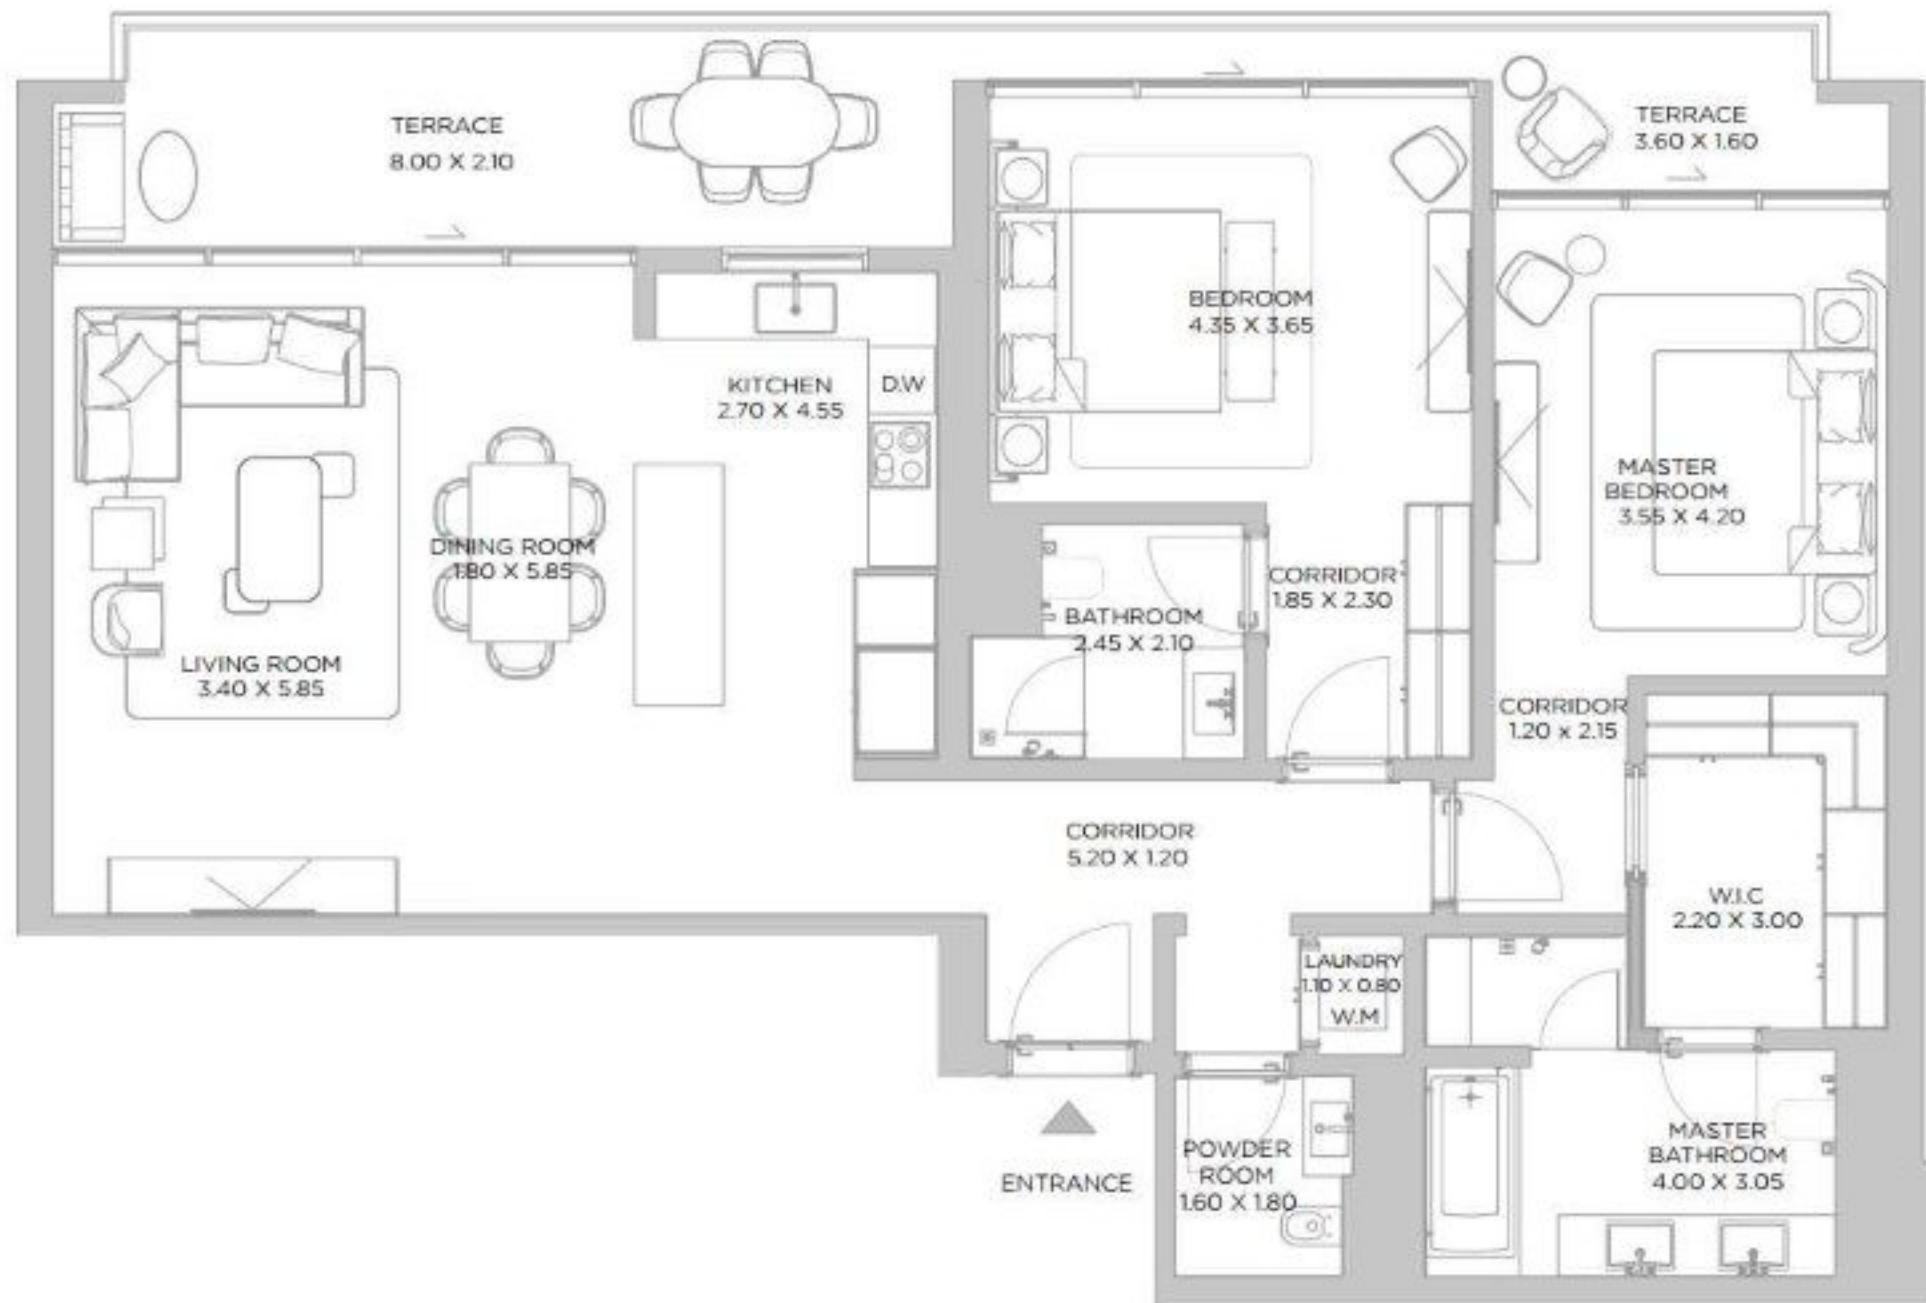 TERRACE
8.00 X 2.10
TERRACE
3.60 X 1.60
BEDROOM
4.35 X 3.65
KITCHEN
2.70 X 4.55
D.W
MASTER
BEDROOM
3.55 X 4.20
DINING ROOM
1.80 X 5.85
CORRIDOR
1.85 X 2.30
BATHROOM
2.45 X 2.10
LIVING ROOM
3.40 X 5.85
CORRIDOR
1.20 x 2.15
CORRIDOR
5.20 X 1.20
W.I.C
2.20 X 3.00
LAUNDRY
1.10 X 0.80
W.M
MASTER
BATHROOM
4.00 X 3.05
POWDER
ROOM
1.60 X 1.80
ENTRANCE